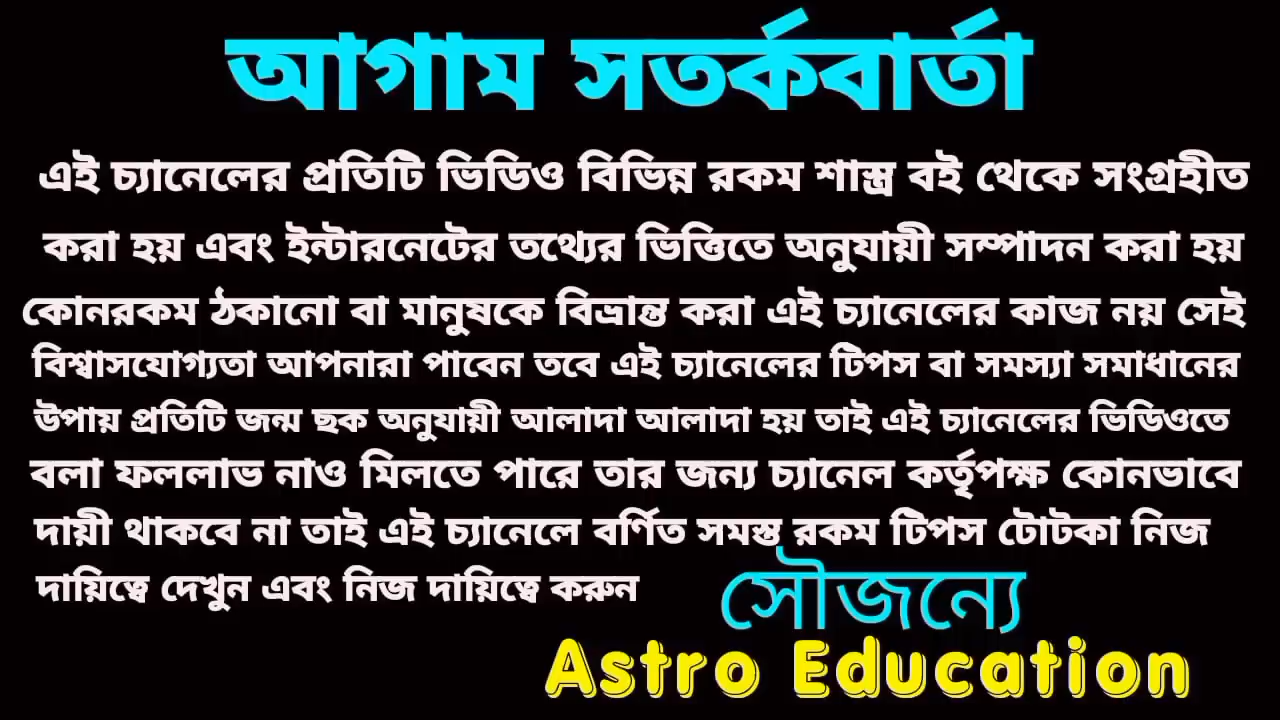 আগাম সতর্কবার্তা
এই চ্যানেলের প্রতিটি ভিডিও বিভিন্ন রকম শাস্ত্র বই থেকে সংগ্রহীত
করা হয় এবং ইন্টারনেটের তথ্যের ভিত্তিতে অনুযায়ী সম্পাদন করা হয়
কোনরকম ঠকানো বা মানুষকে বিভ্রান্ত করা এই চ্যানেলের কাজ নয় সেই
বিশ্বাসযোগ্যতা আপনারা পাবেন তবে এই চ্যানেলের টিপস বা সমস্যা সমাধানের
উপায় প্রতিটি জন্ম ছক অনুযায়ী আলাদা আলাদা হয় তাই এই চ্যানেলের ভিডিওতে
বলা ফললাভ নাও মিলতে পারে তার জন্য চ্যানেল কর্তৃপক্ষ কোনভাবে
দায়ী থাকবে না তাই এই চ্যানেলে বর্ণিত সমস্ত রকম টিপস টোটকা নিজ
দায়িত্বে দেখুন এবং নিজ দায়িত্বে করুন
সৌজন্যে
Astro Education